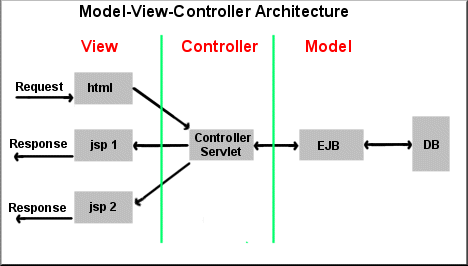 Model-View-Controller Architecture
View Controller Model
Request html
Response jsp 1 Controller Servlet EJB DB
Response jsp 2